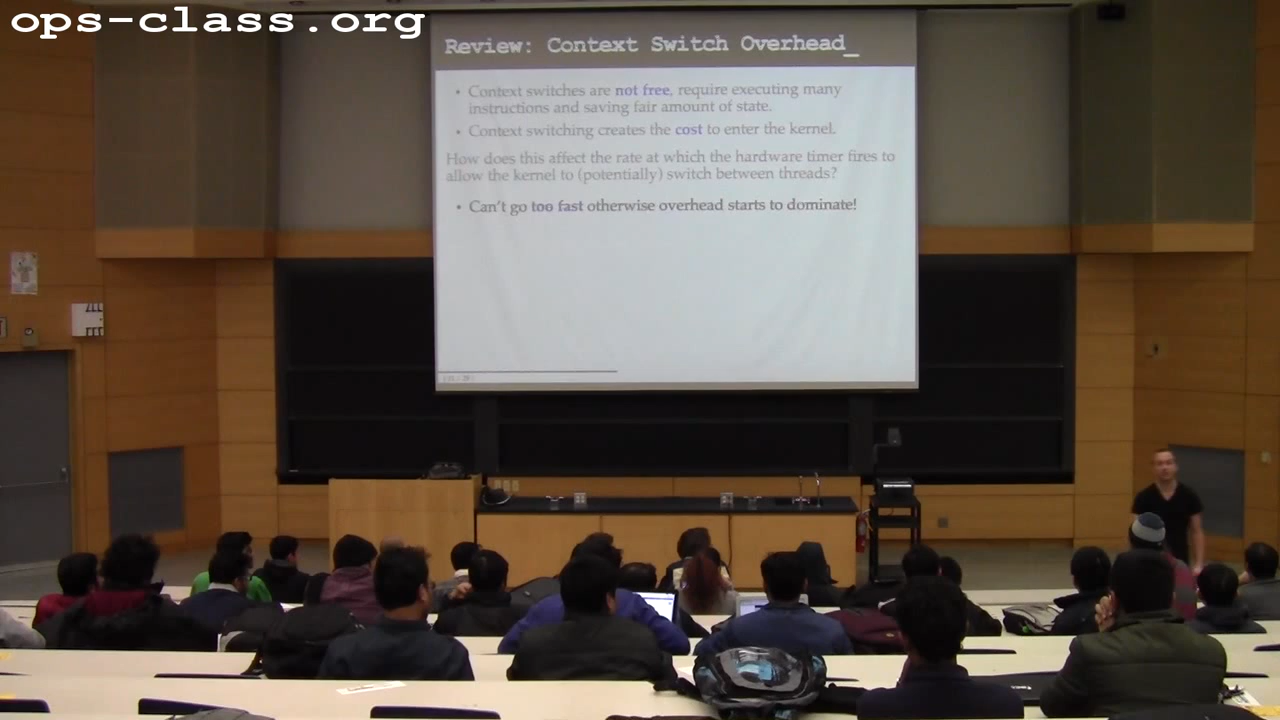 ops-class.org
Review: Context Switch Overhead_
• Context switches are not free, require executing many
instructions and saving fair amount of state.
• Context switching creates the cost to enter the kernel.
How does this affect the rate at which the hardware timer fires to
allow the kernel to (potentially) switch between threads?
• Can't go too fast otherwise overhead starts to dominate!